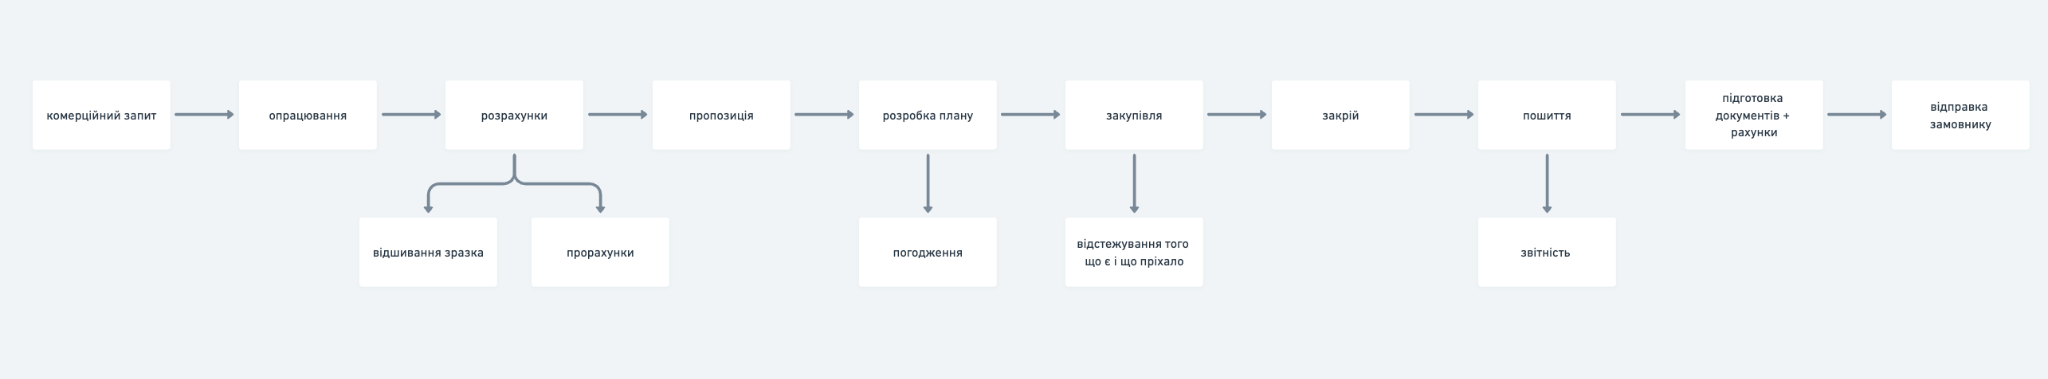 комерційний запит
опрацювання
розрахунки
пропозиція
розробка плану
закупівля
закрій
пошиття
підготовка
документів +
рахунки
відправка
замовнику
відшивання зразка
прорахунки
погодження
відстежування того
що є і що пріхало
звітність